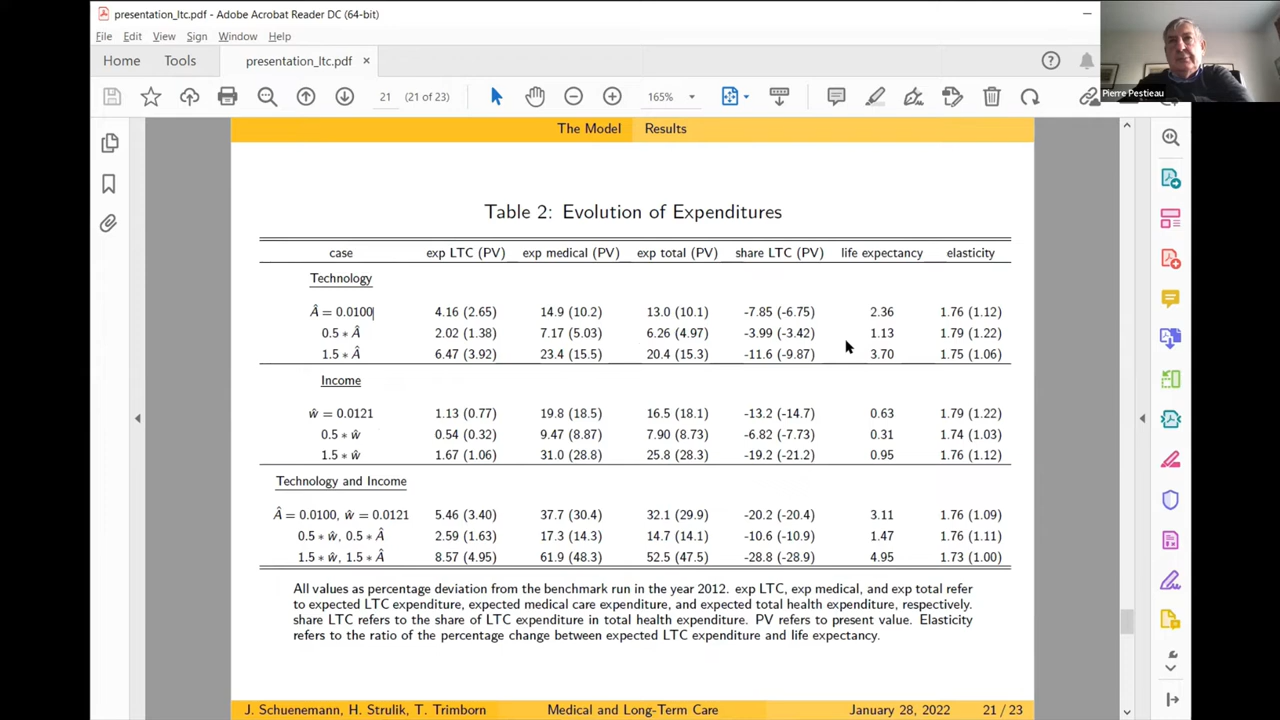 presentation_ltc.pdf - Adobe Acrobat Reader DC (64-bit)
File Edit View Sign Window Help
Home Tools presentation_ltc.pdf ×
21 (21 of 23) 165%
Pierre Pestieau
The Model Results
Table 2: Evolution of Expenditures
case exp LTC (PV) exp medical (PV) exp total (PV) share LTC (PV) life expectancy elasticity
Technology
Â = 0.0100 4.16 (2.65) 14.9 (10.2) 13.0 (10.1) -7.85 (-6.75) 2.36 1.76 (1.12)
0.5 * Â 2.02 (1.38) 7.17 (5.03) 6.26 (4.97) -3.99 (-3.42) 1.13 1.79 (1.22)
1.5 * Â 6.47 (3.92) 23.4 (15.5) 20.4 (15.3) -11.6 (-9.87) 3.70 1.75 (1.06)
Income
ŵ = 0.0121 1.13 (0.77) 19.8 (18.5) 16.5 (18.1) -13.2 (-14.7) 0.63 1.79 (1.22)
0.5 * ŵ 0.54 (0.32) 9.47 (8.87) 7.90 (8.73) -6.82 (-7.73) 0.31 1.74 (1.03)
1.5 * ŵ 1.67 (1.06) 31.0 (28.8) 25.8 (28.3) -19.2 (-21.2) 0.95 1.76 (1.12)
Technology and Income
Â = 0.0100, ŵ = 0.0121 5.46 (3.40) 37.7 (30.4) 32.1 (29.9) -20.2 (-20.4) 3.11 1.76 (1.09)
0.5 * ŵ, 0.5 * Â 2.59 (1.63) 17.3 (14.3) 14.7 (14.1) -10.6 (-10.9) 1.47 1.76 (1.11)
1.5 * ŵ, 1.5 * Â 8.57 (4.95) 61.9 (48.3) 52.5 (47.5) -28.8 (-28.9) 4.95 1.73 (1.00)
All values as percentage deviation from the benchmark run in the year 2012. exp LTC, exp medical, and exp total refer
to expected LTC expenditure, expected medical care expenditure, and expected total health expenditure, respectively.
share LTC refers to the share of LTC expenditure in total health expenditure. PV refers to present value. Elasticity
refers to the ratio of the percentage change between expected LTC expenditure and life expectancy.
J. Schuenemann, H. Strulik, T. Trimborn Medical and Long-Term Care January 28, 2022 21 / 23